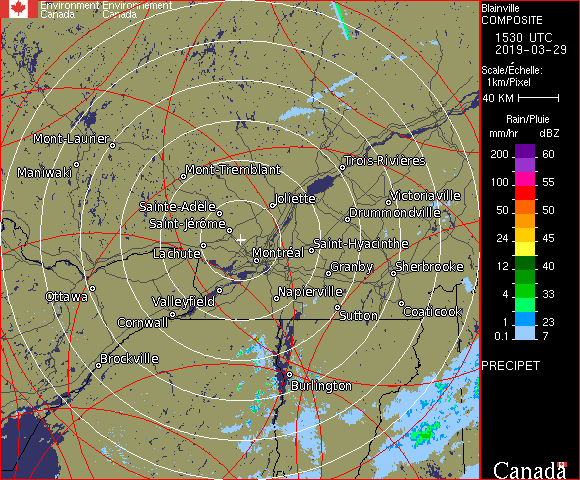 Environment Environnement
Canada Canada
Blainville
COMPOSITE
1530 UTC
2019-03-29
Scale/Échelle:
1km/Pixel
40 KM
Rain/Pluie
mm/hr dBZ
200 60
100 55
50 50
24 45
12 40
4 33
1 23
0.1 7
PRECIPET
Canada
Mont-Laurier
Maniwaki
Mont-Tremblant
Trois-Rivières
Joliette
Victoriaville
Sainte-Adèle
Drummondville
Saint-Jérôme
Saint-Hyacinthe
Lachute
Montréal
Granby
Sherbrooke
Ottawa
Valleyfield
Napierville
Cornwall
Sutton
Coaticook
Brockville
Burlington